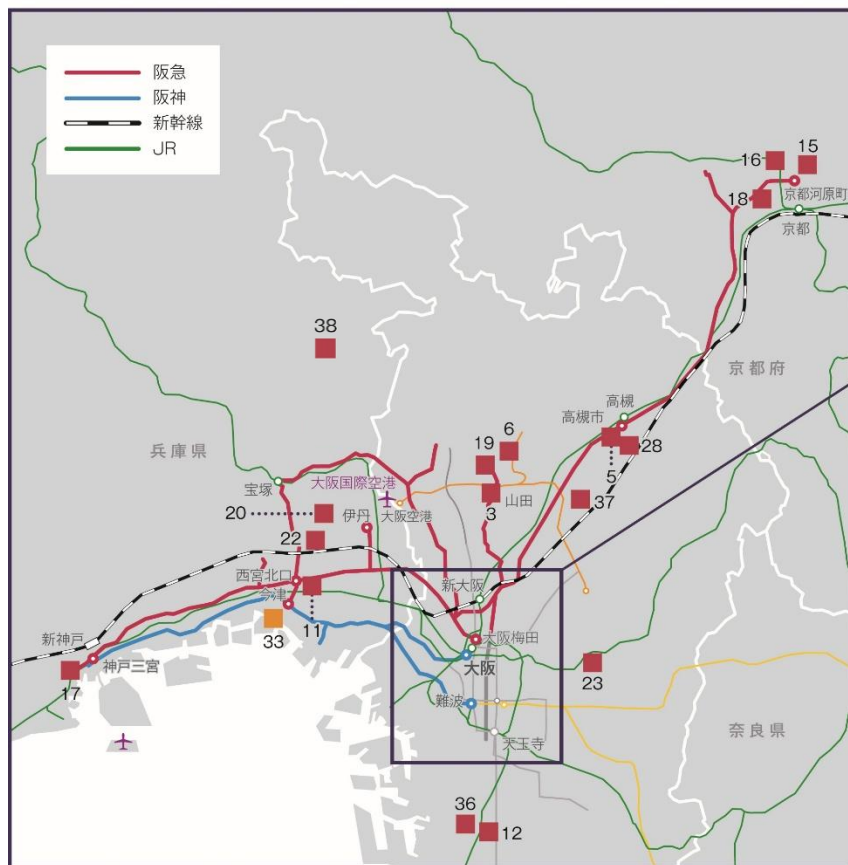 阪急
阪神
新幹線
JR
16
15
京都河原町
18
京都
38
京都府
高槻
高槻市
6
兵庫県
19
28
宝塚
大阪国際空港
5
山田
37
20
伊丹
大阪空港
3
22
西宮北口
新大阪
今津
33
11
新神戸
大阪梅田
神戸三宮
大阪
23
17
難波
奈良県
天王寺
36
12